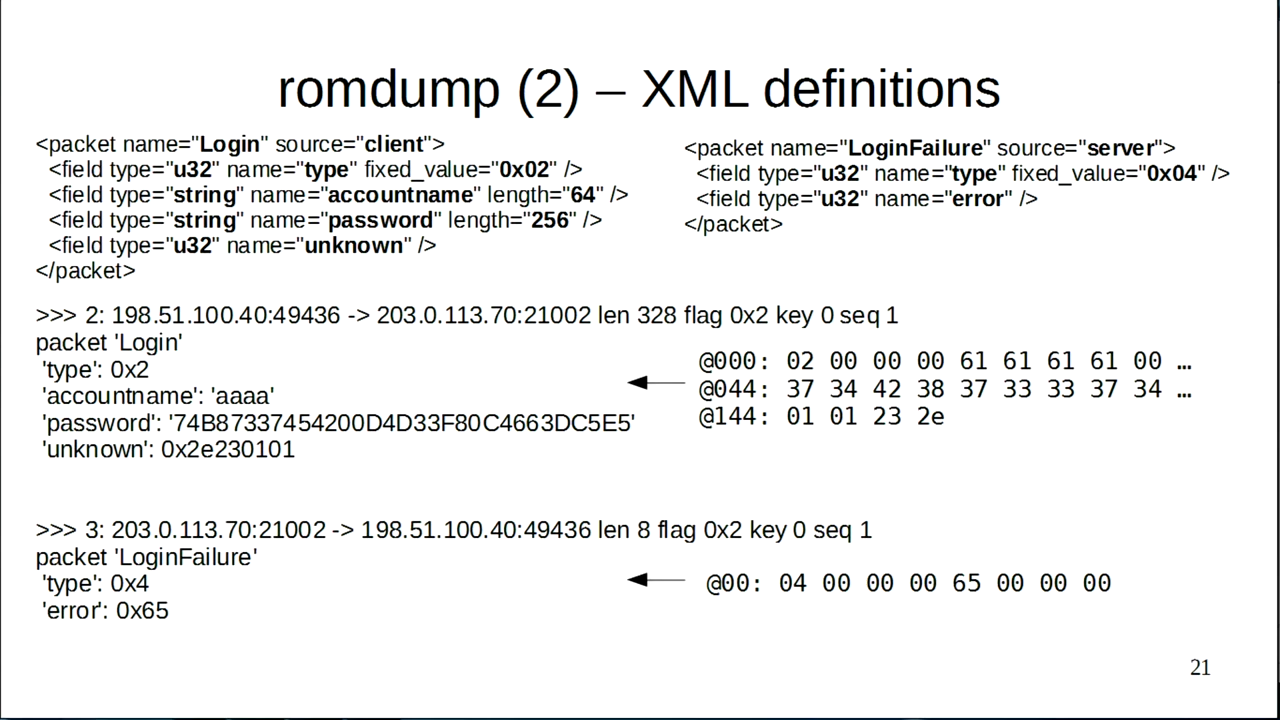 romdump (2) – XML definitions
<packet name="Login" source="client">
<field type="u32" name="type" fixed_value="0x02" />
<field type="string" name="accountname" length="64" />
<field type="string" name="password" length="256" />
<field type="u32" name="unknown" />
</packet>
<packet name="LoginFailure" source="server">
<field type="u32" name="type" fixed_value="0x04" />
<field type="u32" name="error" />
</packet>
>>> 2: 198.51.100.40:49436 -> 203.0.113.70:21002 len 328 flag 0x2 key 0 seq 1
packet 'Login'
'type': 0x2
'accountname': 'aaaa'
'password': '74B87337454200D4D33F80C4663DC5E5'
'unknown': 0x2e230101
@000: 02 00 00 00 61 61 61 61 00 …
@044: 37 34 42 38 37 33 33 37 34 …
@144: 01 01 23 2e
>>> 3: 203.0.113.70:21002 -> 198.51.100.40:49436 len 8 flag 0x2 key 0 seq 1
packet 'LoginFailure'
'type': 0x4
'error': 0x65
@00: 04 00 00 00 65 00 00 00
21